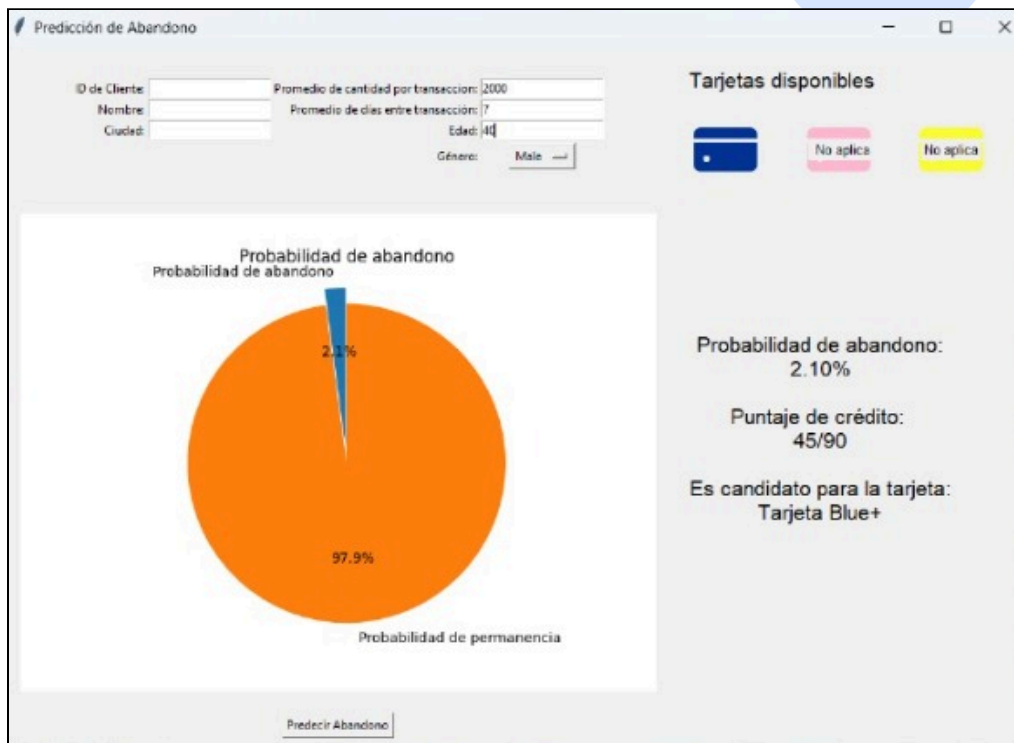 Predicción de Abandono
ID de Cliente:
Nombre:
Ciudad:
Promedio de cantidad por transaccion: 2000
Promedio de días entre transacción: 7
Edad: 40
Género: Male
Tarjetas disponibles
No aplica
No aplica
Probabilidad de abandono
Probabilidad de abandono
2.1%
97.9%
Probabilidad de permanencia
Probabilidad de abandono:
2.10%
Puntaje de crédito:
45/90
Es candidato para la tarjeta:
Tarjeta Blue+
Predecir Abandono